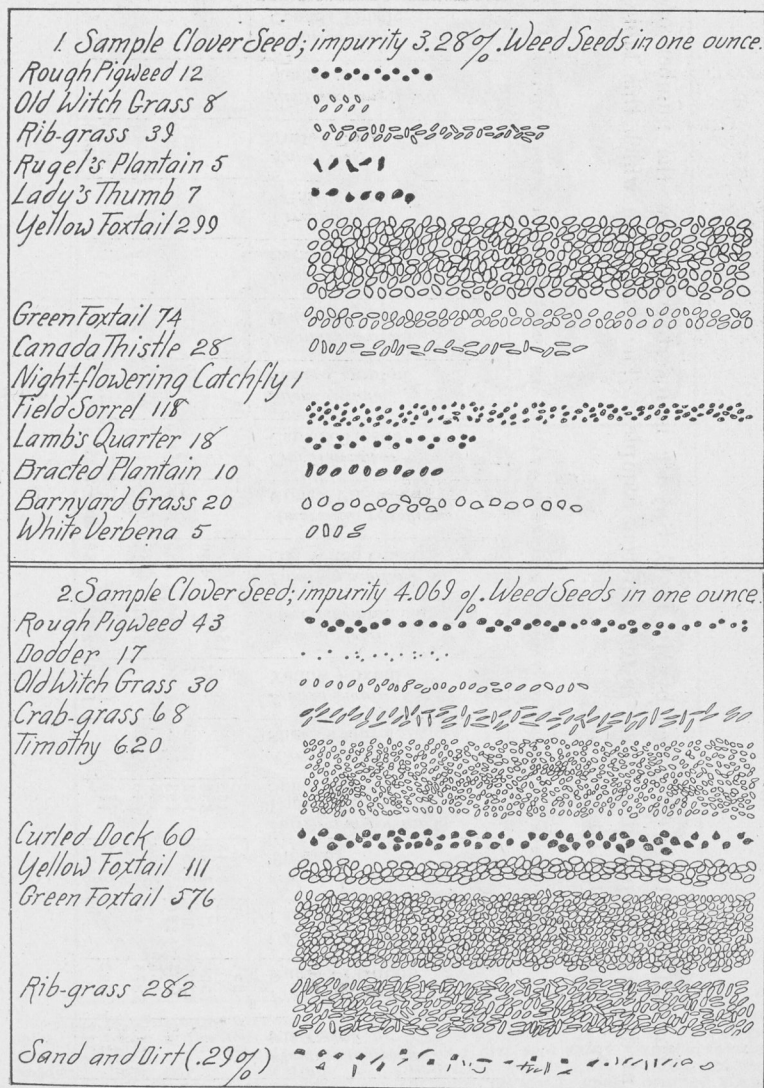 1. Sample Clover Seed; impurity 3.28%. Weed Seeds in one ounce.
Rough Pigweed 12
Old Witch Grass 8
Rib-grass 39
Rugel's Plantain 5
Lady's Thumb 7
Yellow Foxtail 299
Green Foxtail 74
Canada Thistle 28
Night-flowering Catchfly 1
Field Sorrel 118
Lamb's Quarter 18
Bracted Plantain 10
Barnyard Grass 20
White Verbena 5
2. Sample Clover Seed; impurity 4.069 %. Weed Seeds in one ounce.
Rough Pigweed 43
Dodder 17
Old Witch Grass 30
Crab-grass 68
Timothy 620
Curled Dock 60
Yellow Foxtail 111
Green Foxtail 576
Rib-grass 282
Sand and Dirt (.29%)